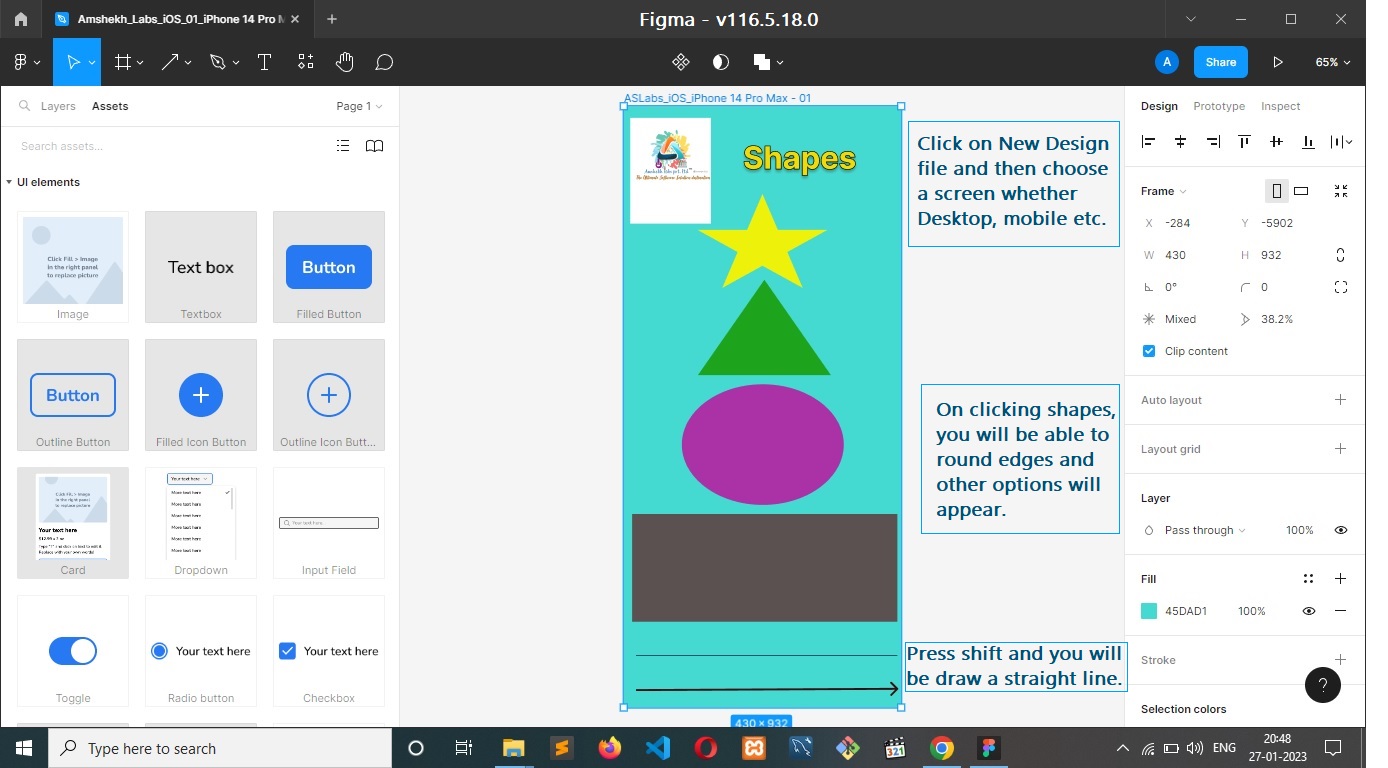 Amshekh_Labs_iOS_01_iPhone 14 Pro M
Figma - v116.5.18.0
A
Share
65%
Layers
Assets
Page 1
Search assets...
UI elements
Click Fill > Image
in the right panel
to replace picture
Image
Text box
Textbox
Button
Filled Button
Button
Outline Button
Filled Icon Button
Outline Icon Butt...
Click Fill > Image
in the right panel
to replace picture
Your text here
Card
Your text here
More text here
More text here
More text here
More text here
More text here
More text here
Dropdown
Your text here
Input Field
Toggle
Your text here
Radio button
Your text here
Checkbox
ASLabs_iOS_iPhone 14 Pro Max - 01
Shapes
430 × 932
Click on New Design
file and then choose
a screen whether
Desktop, mobile etc.
On clicking shapes,
you will be able to
round edges and
other options will
appear.
Press shift and you will
be draw a straight line.
Design
Prototype
Inspect
Frame
X -284
Y -5902
W 430
H 932
0°
0
Mixed
38.2%
Clip content
Auto layout
Layout grid
Layer
Pass through
100%
Fill
45DAD1
100%
Stroke
?
Selection colors
Type here to search
321
ENG
20:48
27-01-2023